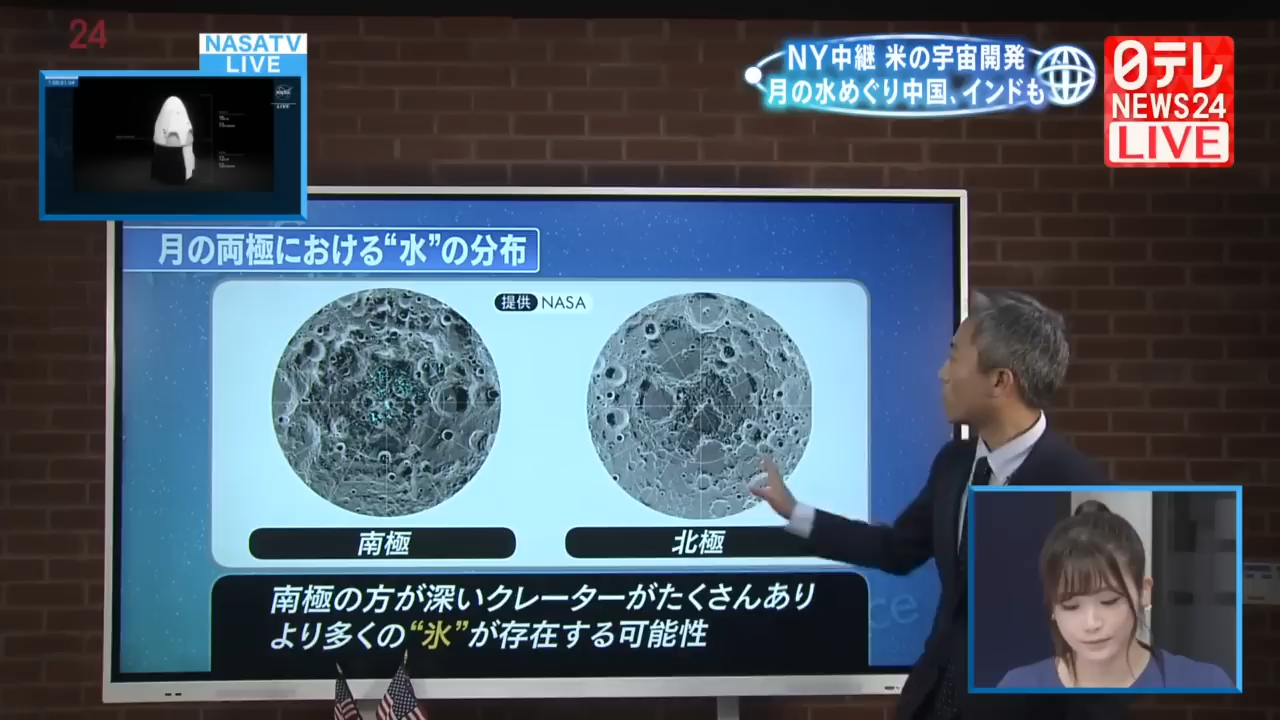 24
NASATV
LIVE
NY中継 米の宇宙開発
月の水めぐり中国、インドも
日テレ
NEWS24
LIVE
月の両極における“水”の分布
提供 NASA
南極
北極
南極の方が深いクレーターがたくさんあり
より多くの“氷”が存在する可能性
ce